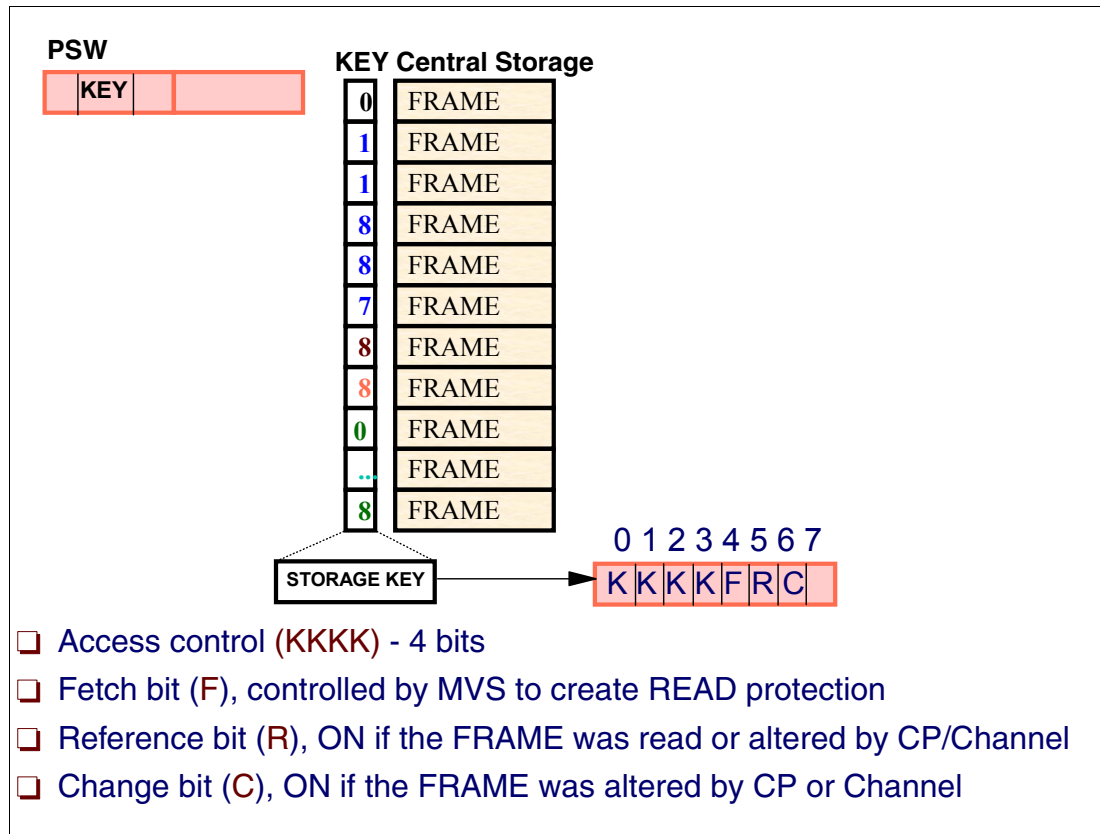 PSW
KEY
KEY Central Storage
0 FRAME
1 FRAME
1 FRAME
8 FRAME
8 FRAME
7 FRAME
8 FRAME
8 FRAME
0 FRAME
... FRAME
8 FRAME
STORAGE KEY
0 1 2 3 4 5 6 7
K K K K F R C
Access control (KKKK) - 4 bits
Fetch bit (F), controlled by MVS to create READ protection
Reference bit (R), ON if the FRAME was read or altered by CP/Channel
Change bit (C), ON if the FRAME was altered by CP or Channel